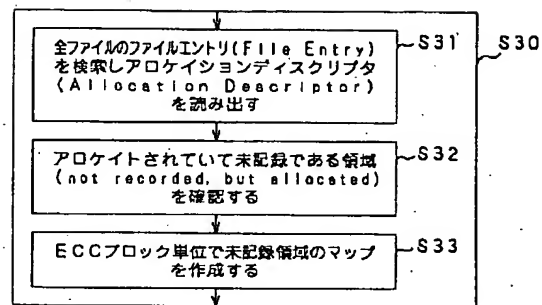 全ファイルのファイルエントリ(File Entry)
を検索しアロケイションディスクリプタ
(Allocation Descriptor)
を読み出す
S31
S30
アロケイトされていて未記録である領域
(not recorded, but allocated)
を確認する
S32
ECCブロック単位で未記録領域のマップ
を作成する
S33